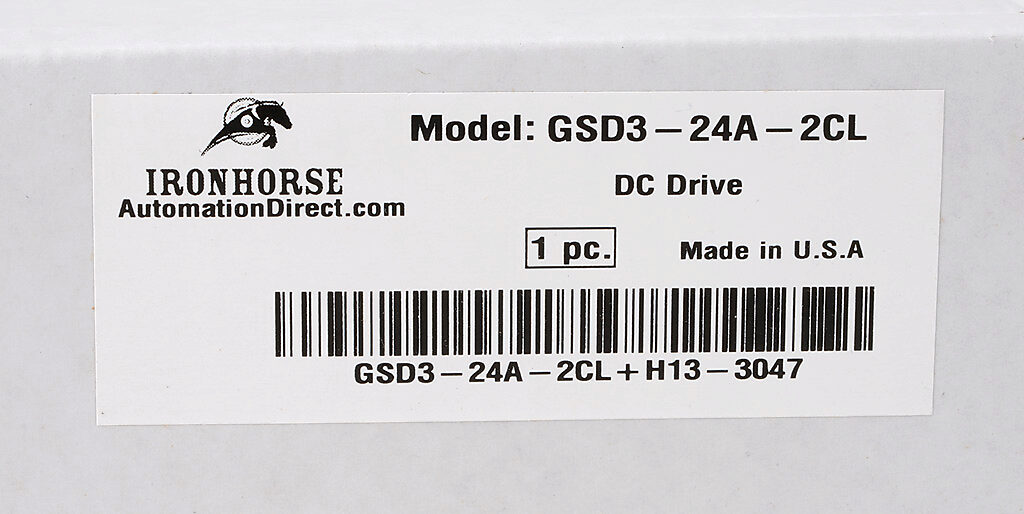 Model: GSD3-24A-2CL
IRONHORSE
AutomationDirect.com
DC Drive
1 pc.
Made in U.S.A
GSD3-24A-2CL+H13-3047